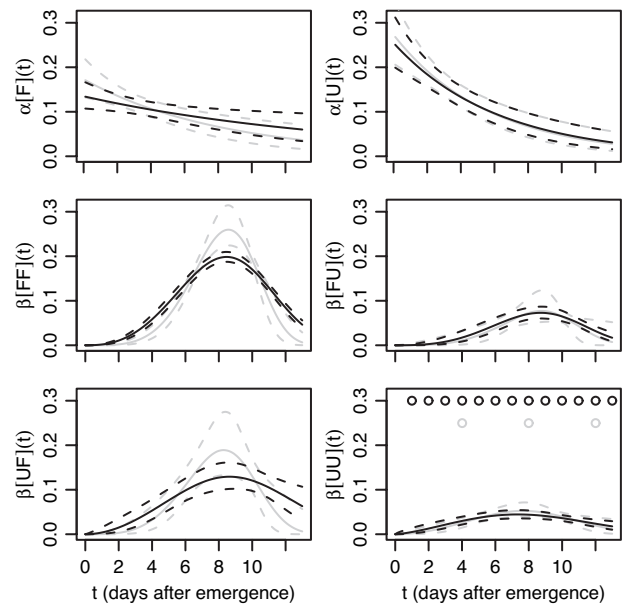 α[F](t)
0.0 0.1 0.2 0.3
α[U](t)
0.0 0.1 0.2 0.3
β[FF](t)
0.0 0.1 0.2 0.3
β[FU](t)
0.0 0.1 0.2 0.3
β[UF](t)
0.0 0.1 0.2 0.3
0 2 4 6 8 10
t (days after emergence)
β[UU](t)
0.0 0.1 0.2 0.3
0 2 4 6 8 10
t (days after emergence)